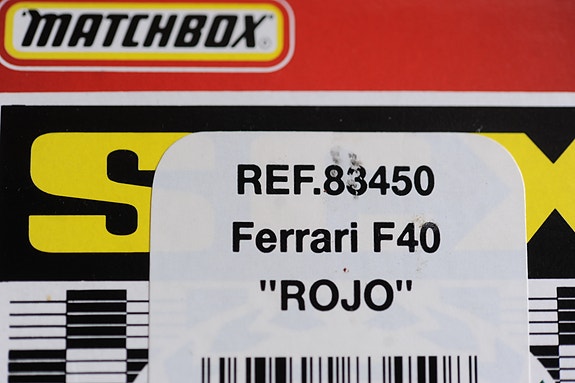 MATCHBOX
S X
REF.83450
Ferrari F40
"ROJO"